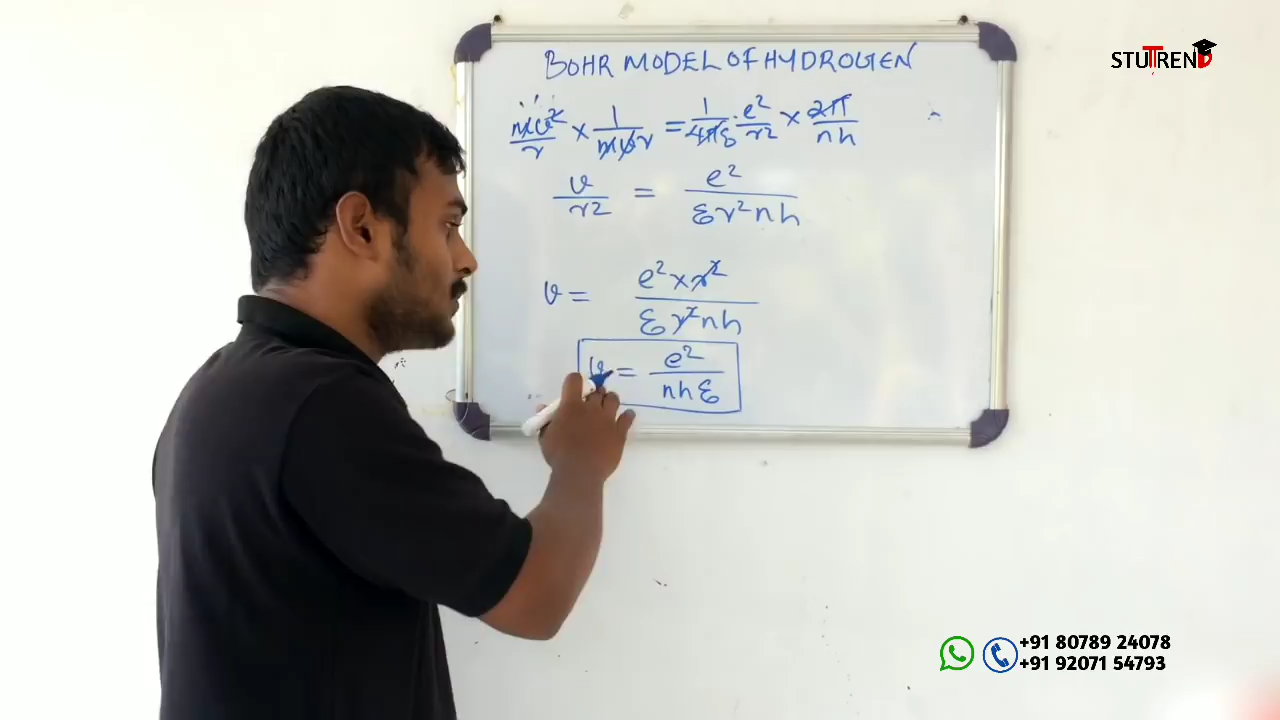 BOHR MODEL OF HYDROGEN
STUTREND
mv²/r × 1/mvr = 1/4πε · e²/r² × 2π/nh
v/r² = e²/εr²nh
v = e² × r²/εr²nh
v = e²/nhε
+91 80789 24078
+91 92071 54793